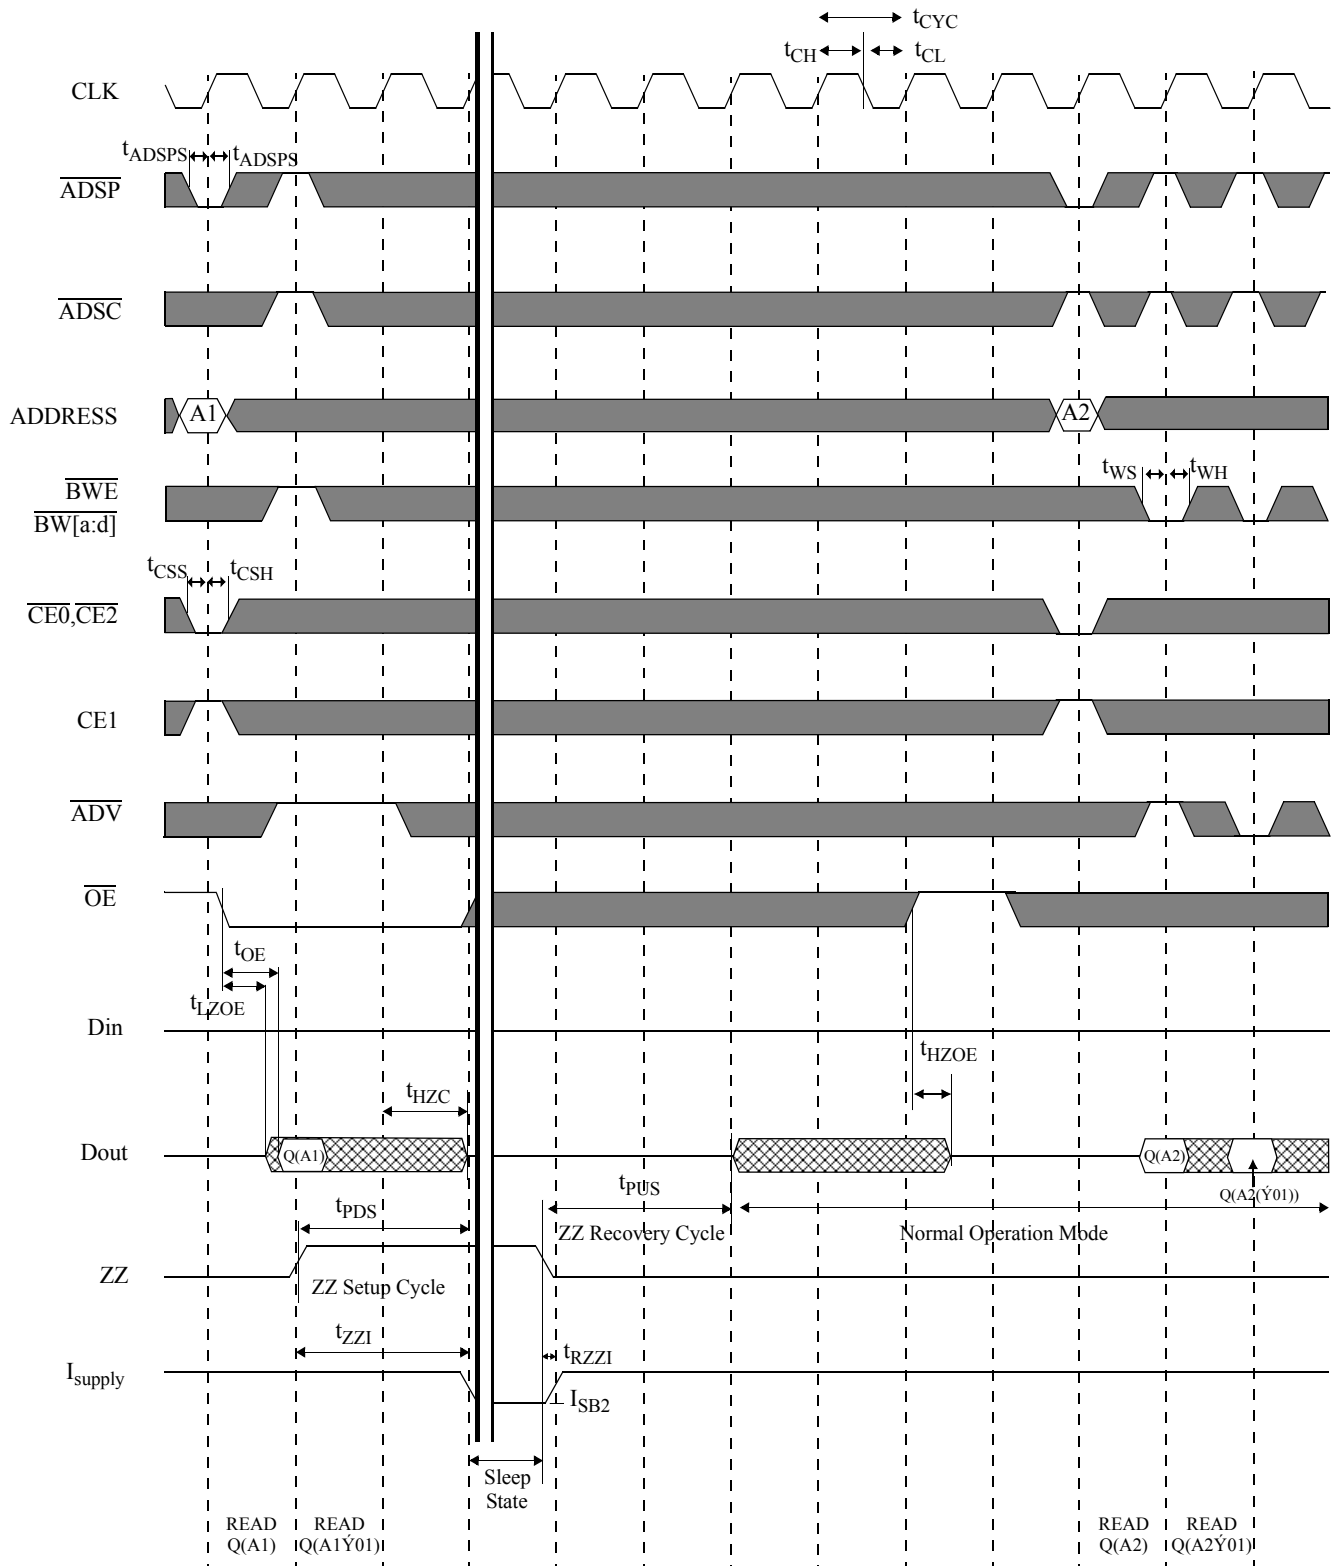 tCYC
tCH tCL
CLK
tADSPS tADSPS
ADSP
ADSC
ADDRESS A1 A2
BWE tWS tWH
BW[a:d]
tCSS tCSH
CE0,CE2
CE1
ADV
OE
tOE
tLZOE
Din
tHZOE
tHZC
Dout Q(A1) Q(A2)
tPUS Q(A2(Ý01))
tPDS
ZZ Recovery Cycle Normal Operation Mode
ZZ ZZ Setup Cycle
tZZI tRZZI
Isupply
ISB2
Sleep
State
READ READ READ READ
Q(A1) Q(A1Ý01) Q(A2) Q(A2Ý01)